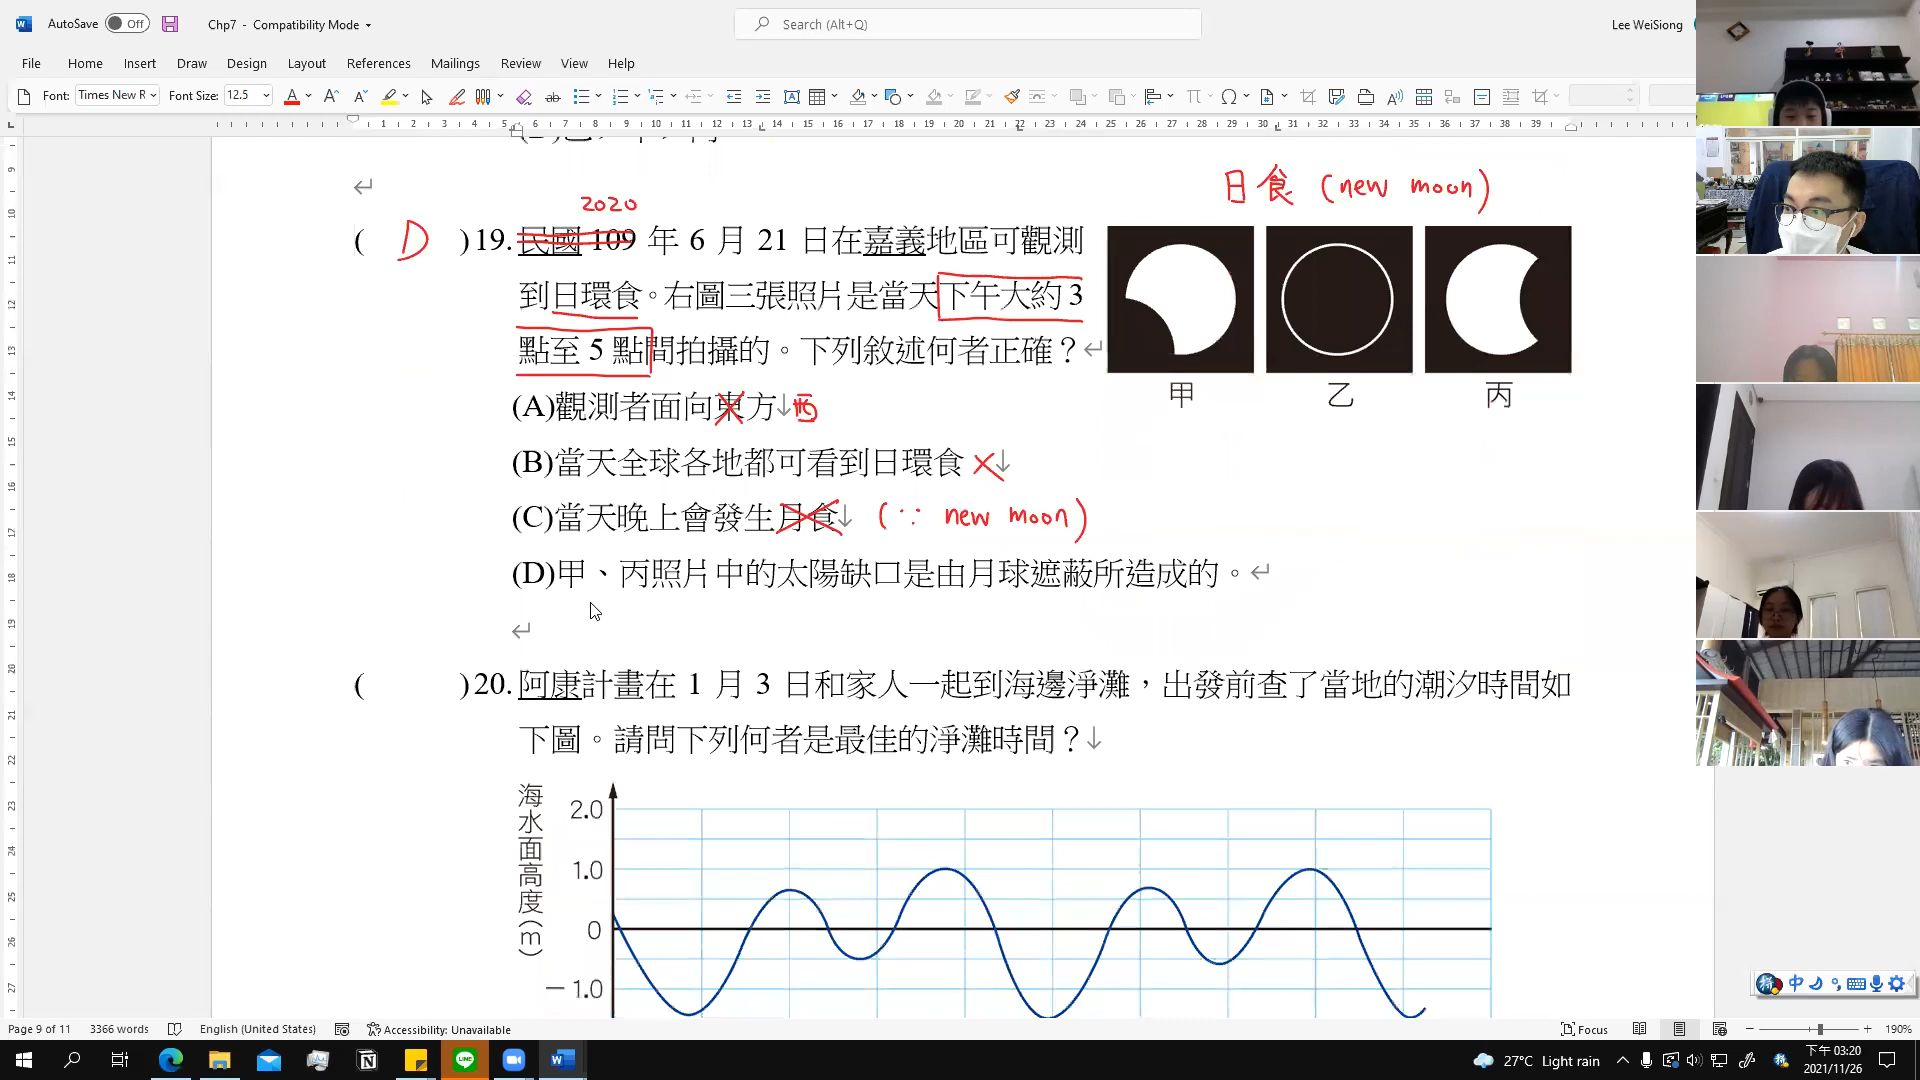 AutoSave Off Chp7 - Compatibility Mode Search (Alt+Q) Lee WeiSiong
File Home Insert Draw Design Layout References Mailings Review View Help
Font: Times New R Font Size: 12.5
日食 (new moon)
2020
( D )19. 民國 109 年 6 月 21 日在嘉義地區可觀測
到日環食。右圖三張照片是當天下午大約 3
點至 5 點間拍攝的。下列敘述何者正確？
甲 乙 丙
(A)觀測者面向東方 西
(B)當天全球各地都可看到日環食
(C)當天晚上會發生月食 (∵ new moon)
(D)甲、丙照片中的太陽缺口是由月球遮蔽所造成的。
( )20. 阿康計畫在 1 月 3 日和家人一起到海邊淨灘，出發前查了當地的潮汐時間如
下圖。請問下列何者是最佳的淨灘時間？
海水面高度(m)
2.0
1.0
0
－1.0
Page 9 of 11 3366 words English (United States) Accessibility: Unavailable Focus 190%
27°C Light rain 下午 03:20
2021/11/26